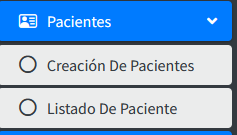 Pacientes
Creación De Pacientes
Listado De Paciente